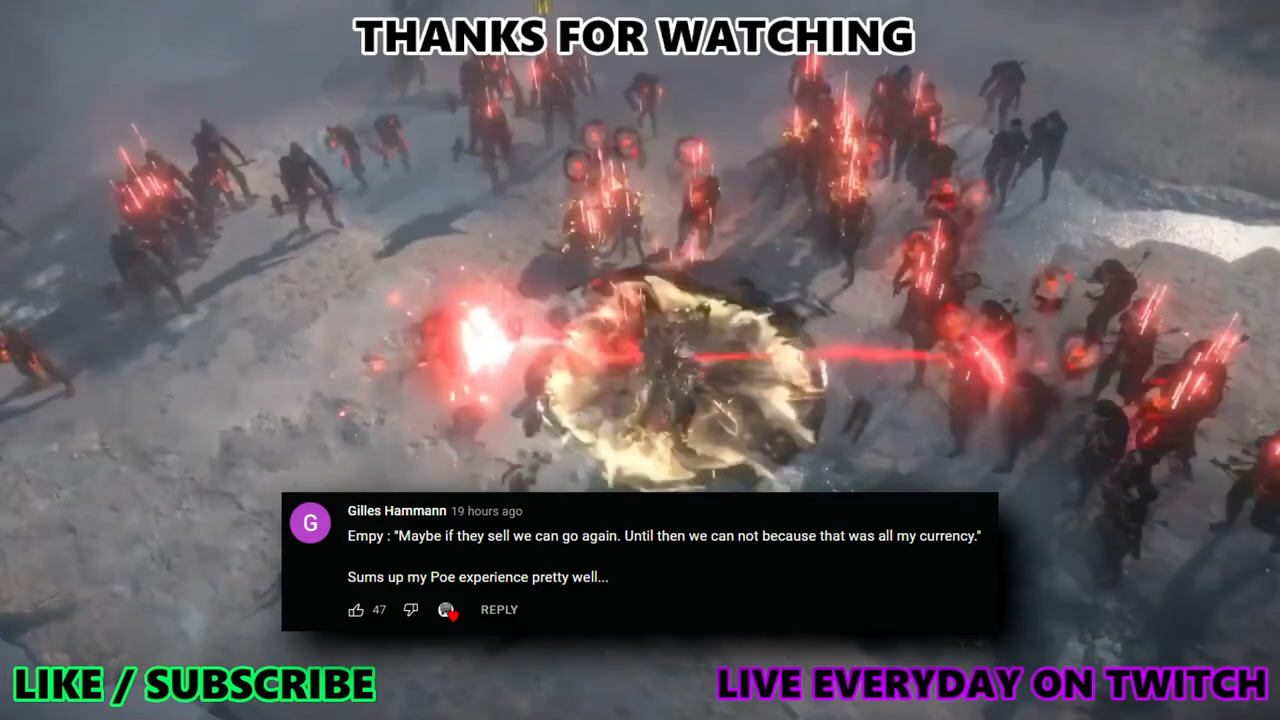 THANKS FOR WATCHING
G
Gilles Hammann 19 hours ago
Empy : "Maybe if they sell we can go again. Until then we can not because that was all my currency."
Sums up my Poe experience pretty well...
47 REPLY
LIKE / SUBSCRIBE
LIVE EVERYDAY ON TWITCH